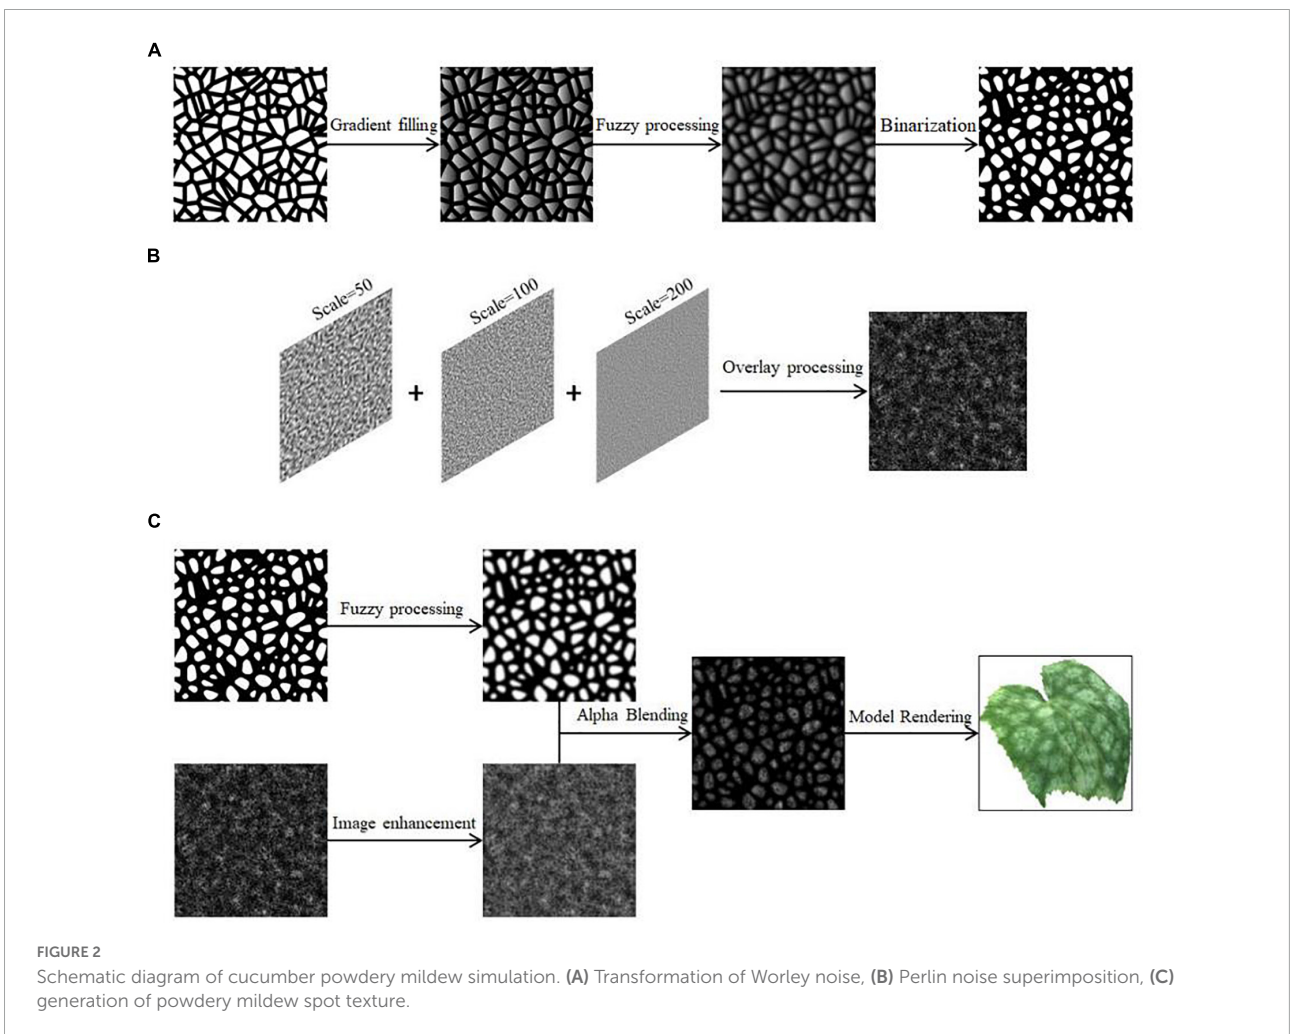 A
Gradient filling
Fuzzy processing
Binarization
B
Scale=50
Scale=100
Scale=200
+
+
Overlay processing
C
Fuzzy processing
Alpha Blending
Model Rendering
Image enhancement
FIGURE 2
Schematic diagram of cucumber powdery mildew simulation. (A) Transformation of Worley noise, (B) Perlin noise superimposition, (C)
generation of powdery mildew spot texture.